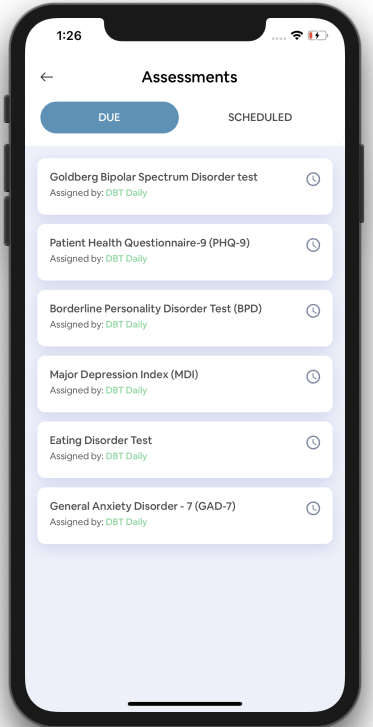 1:26
Assessments
DUE
SCHEDULED
Goldberg Bipolar Spectrum Disorder test
Assigned by: DBT Daily
Patient Health Questionnaire-9 (PHQ-9)
Assigned by: DBT Daily
Borderline Personality Disorder Test (BPD)
Assigned by: DBT Daily
Major Depression Index (MDI)
Assigned by: DBT Daily
Eating Disorder Test
Assigned by: DBT Daily
General Anxiety Disorder - 7 (GAD-7)
Assigned by: DBT Daily